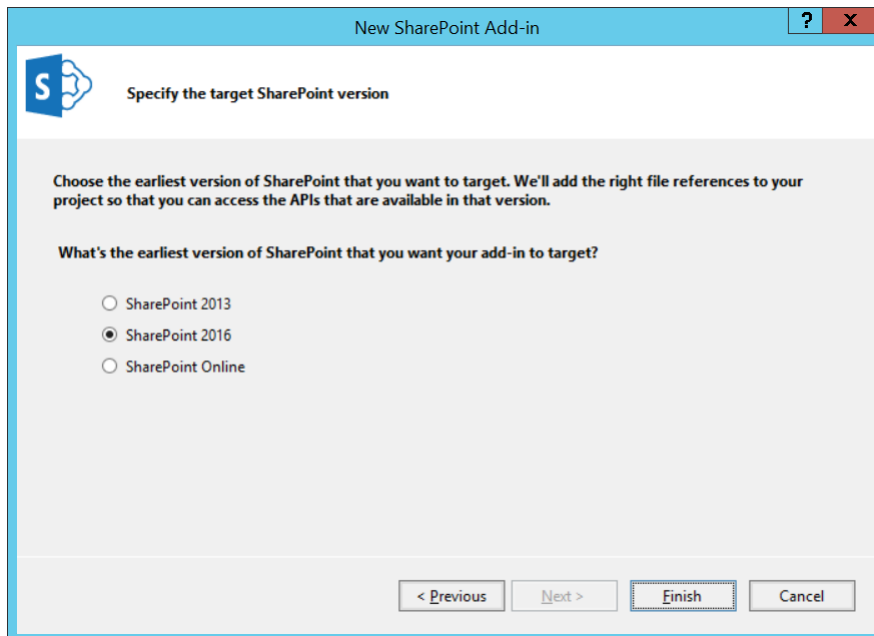 New SharePoint Add-in
? X
S
Specify the target SharePoint version
Choose the earliest version of SharePoint that you want to target. We'll add the right file references to your
project so that you can access the APIs that are available in that version.
What's the earliest version of SharePoint that you want your add-in to target?
SharePoint 2013
SharePoint 2016
SharePoint Online
< Previous Next > Finish Cancel